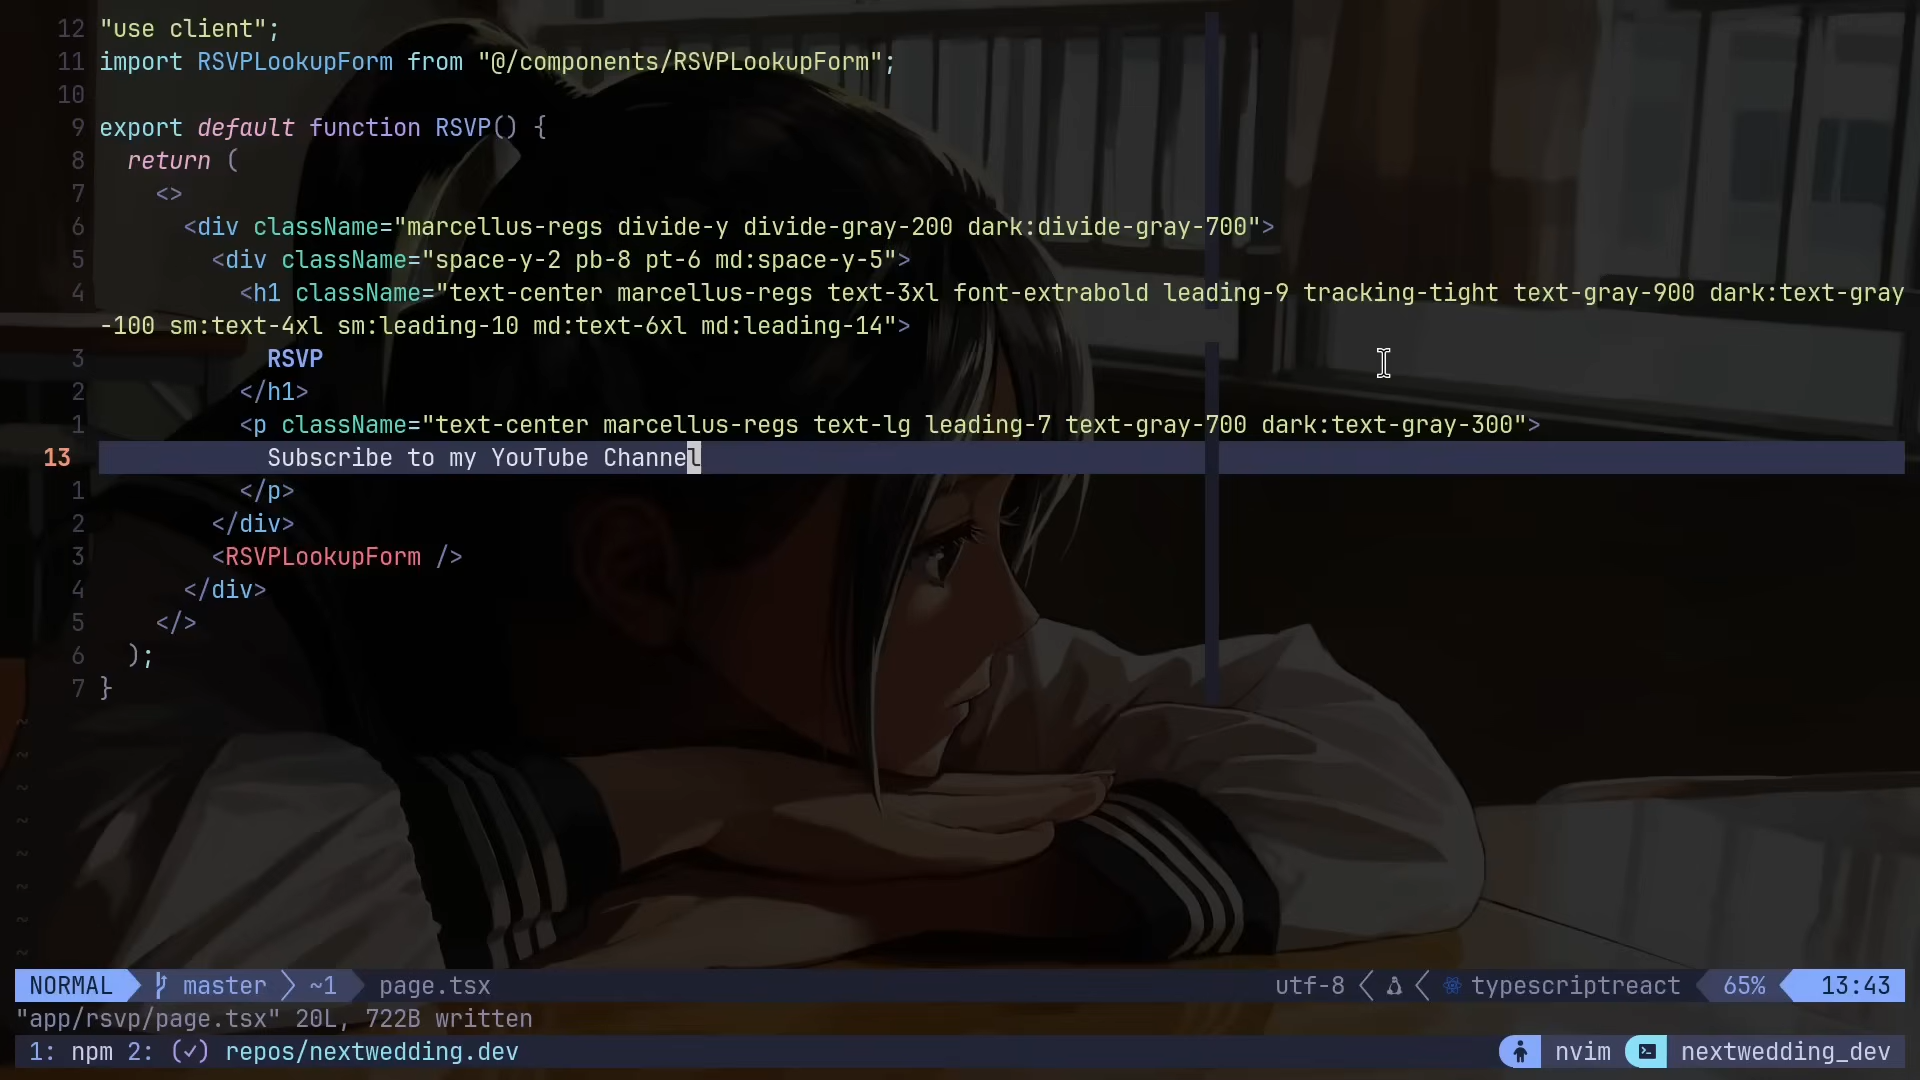 12 "use client";
11 import RSVPLookupForm from "@/components/RSVPLookupForm";
10
9 export default function RSVP() {
8 return (
7 <>
6 <div className="marcellus-regs divide-y divide-gray-200 dark:divide-gray-700">
5 <div className="space-y-2 pb-8 pt-6 md:space-y-5">
4 <h1 className="text-center marcellus-regs text-3xl font-extrabold leading-9 tracking-tight text-gray-900 dark:text-gray
-100 sm:text-4xl sm:leading-10 md:text-6xl md:leading-14">
3 RSVP
2 </h1>
1 <p className="text-center marcellus-regs text-lg leading-7 text-gray-700 dark:text-gray-300">
13 Subscribe to my YouTube Channel
1 </p>
2 </div>
3 <RSVPLookupForm />
4 </div>
5 </>
6 );
7 }
~
~
~
~
~
~
~
~
NORMAL master ~1 page.tsx utf-8 typescriptreact 65% 13:43
"app/rsvp/page.tsx" 20L, 722B written
1: npm 2: (✓) repos/nextwedding.dev nvim nextwedding_dev